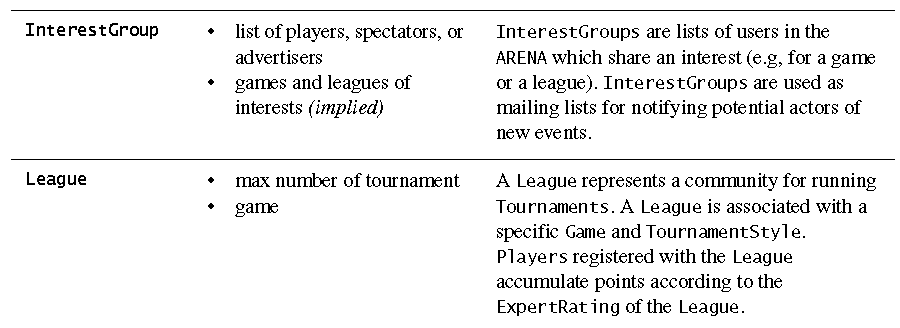 InterestGroup
• list of players, spectators, or
advertisers
• games and leagues of
interests (implied)
InterestGroups are lists of users in the
ARENA which share an interest (e.g, for a game
or a league). InterestGroups are used as
mailing lists for notifying potential actors of
new events.
League
• max number of tournament
• game
A League represents a community for running
Tournaments. A League is associated with a
specific Game and TournamentStyle.
Players registered with the League
accumulate points according to the
ExpertRating of the League.